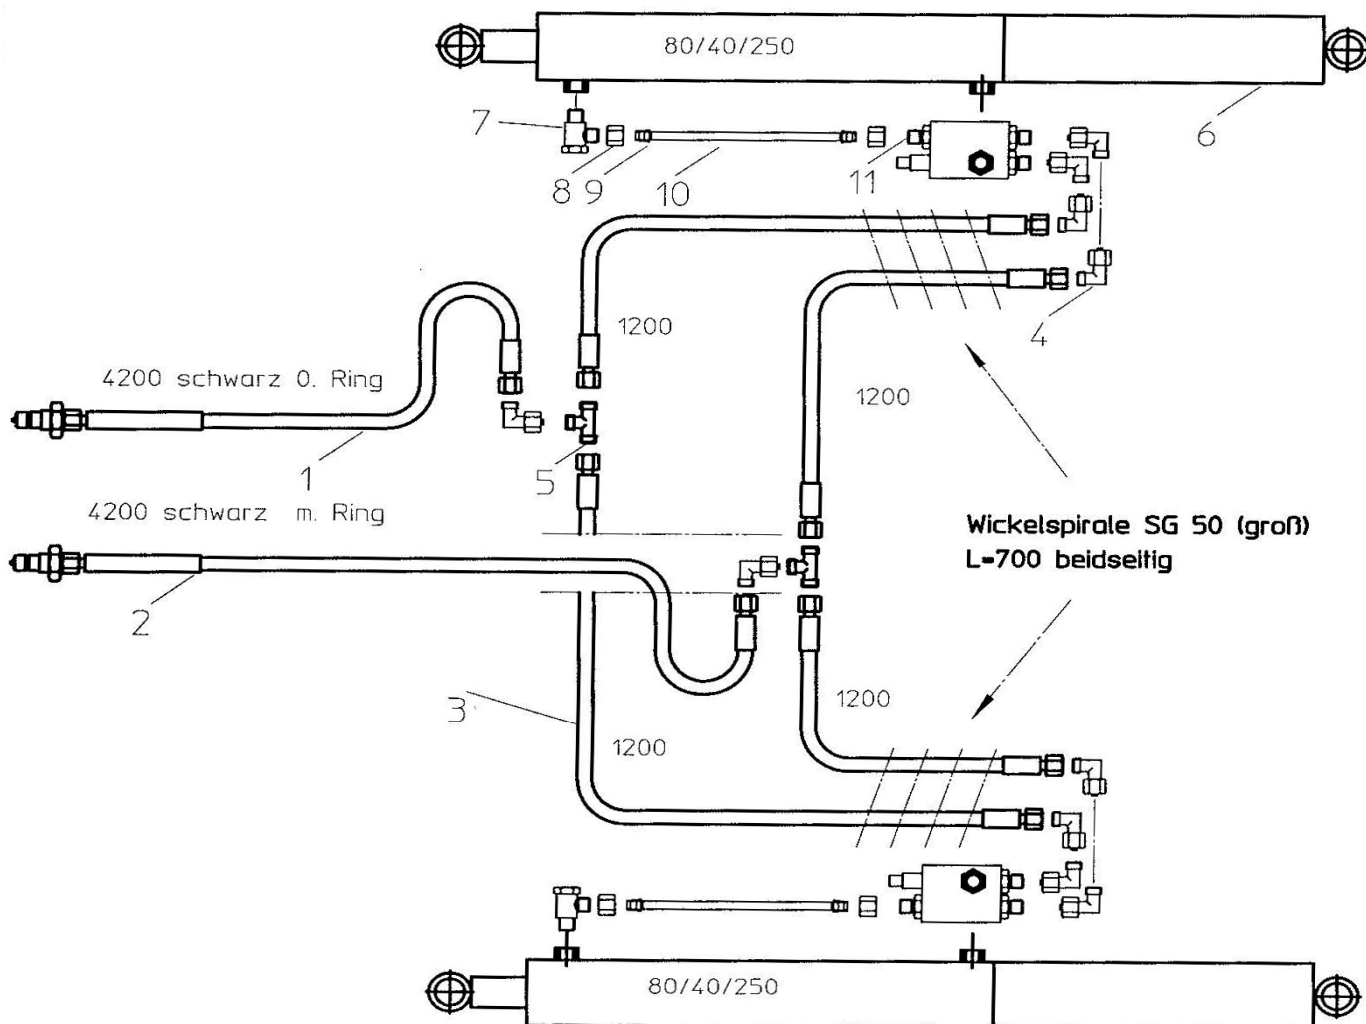 80/40/250
7
6
8 9 10
11
1200
4
4200 schwarz O. Ring
1200
1
5
4200 schwarz m. Ring
Wickelspirale SG 50 (groß)
L=700 beidseitig
2
3
1200
1200
80/40/250